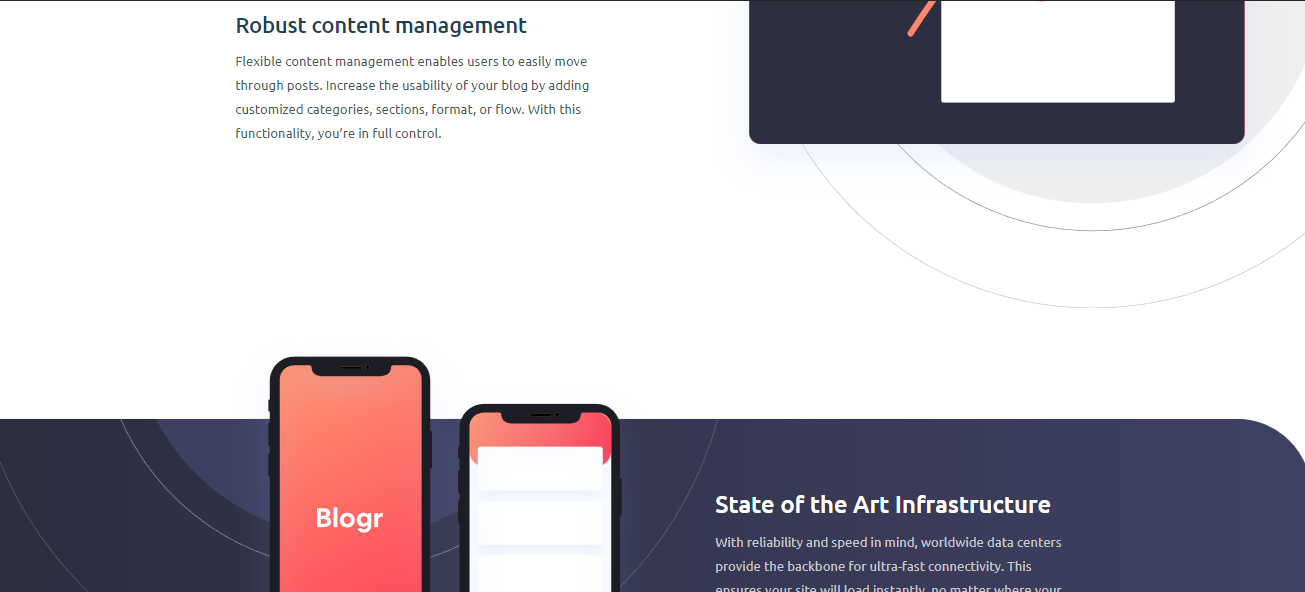 Robust content management
Flexible content management enables users to easily move
through posts. Increase the usability of your blog by adding
customized categories, sections, format, or flow. With this
functionality, you’re in full control.
Blogr
State of the Art Infrastructure
With reliability and speed in mind, worldwide data centers
provide the backbone for ultra-fast connectivity. This
ensures your site will load instantly, no matter where your